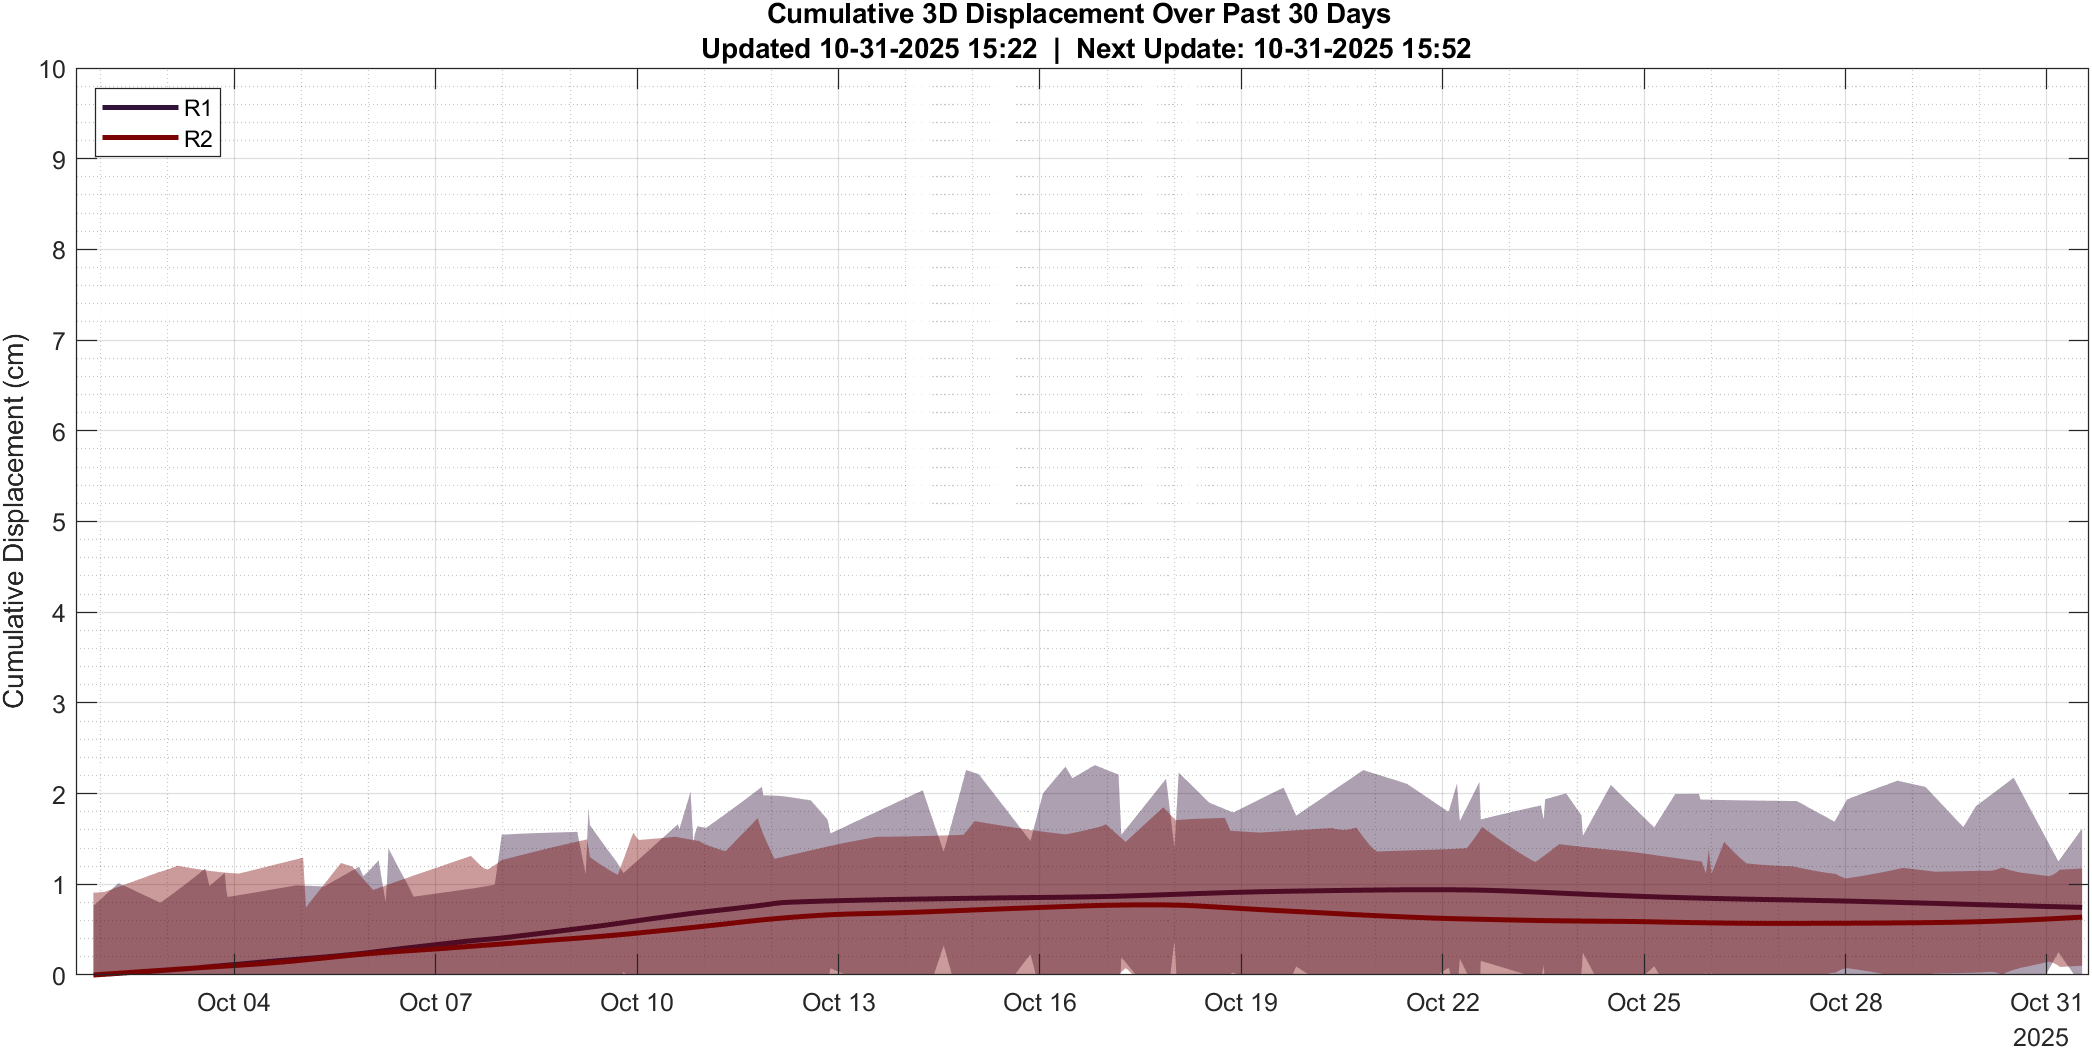 Cumulative 3D Displacement Over Past 30 Days
Updated 10-31-2025 15:22 | Next Update: 10-31-2025 15:52
R1
R2
Cumulative Displacement (cm)
10
9
8
7
6
5
4
3
2
1
0
Oct 04 Oct 07 Oct 10 Oct 13 Oct 16 Oct 19 Oct 22 Oct 25 Oct 28 Oct 31
2025